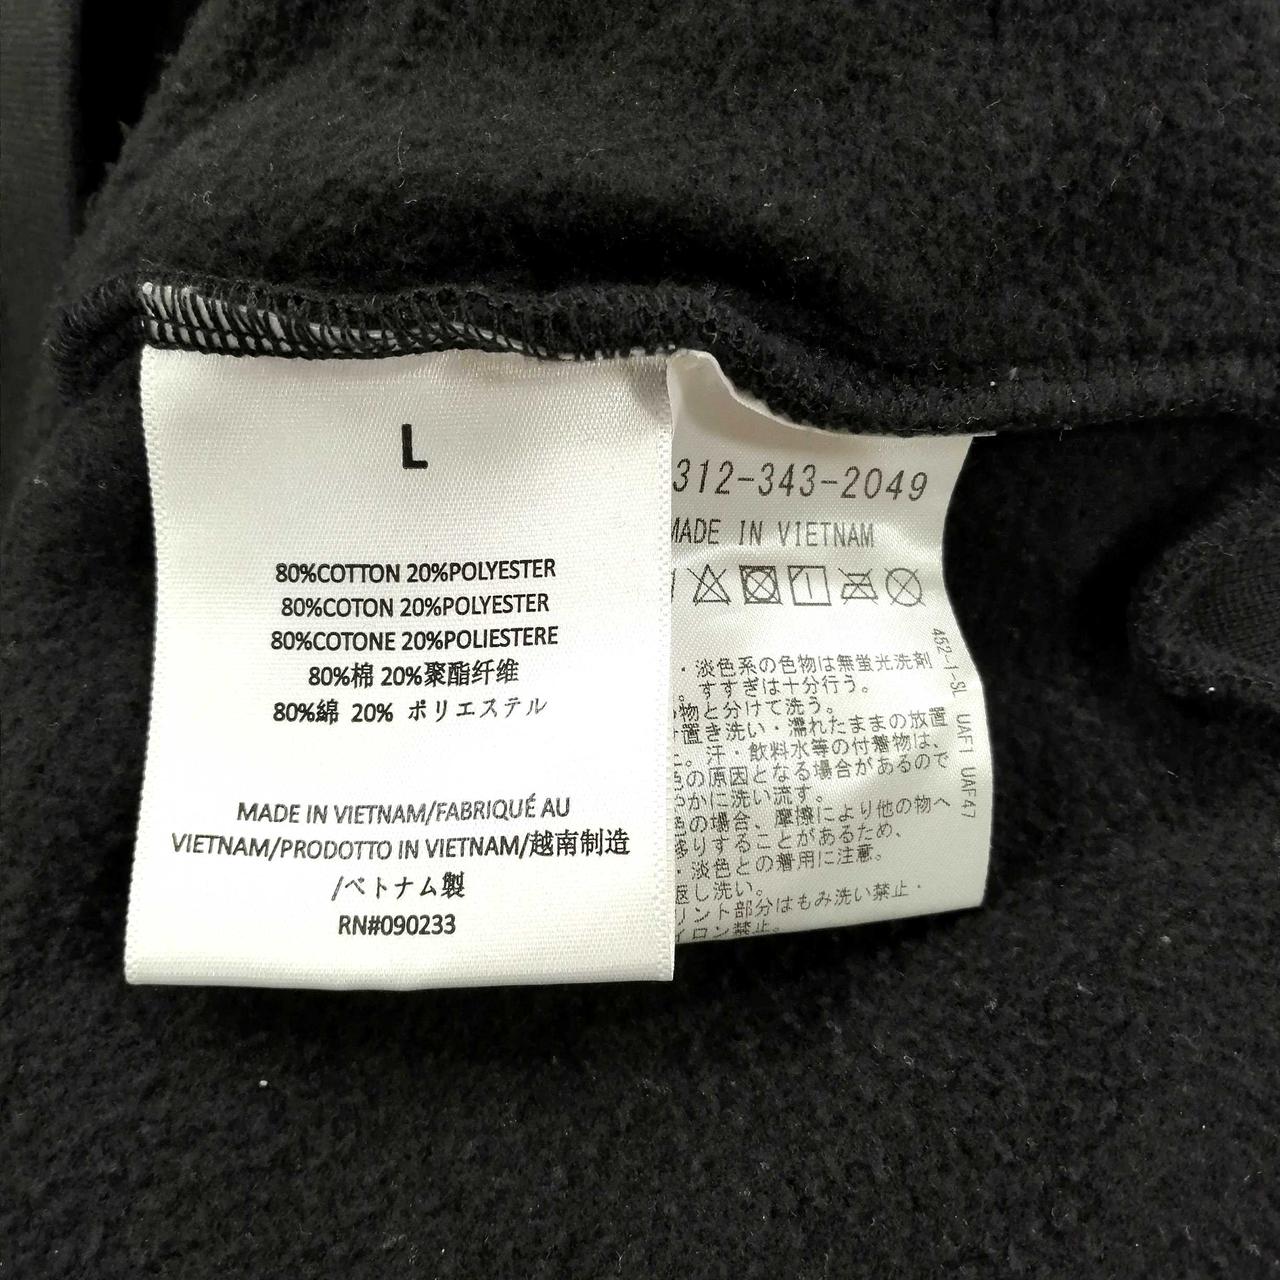 L
80%COTTON 20%POLYESTER
80%COTON 20%POLYESTER
80%COTONE 20%POLIESTERE
80%棉 20%聚酯纤维
80%綿 20% ポリエステル
MADE IN VIETNAM/FABRIQUÉ AU
VIETNAM/PRODOTTO IN VIETNAM/越南制造
/ベトナム製
RN#090233
312-343-2049
MADE IN VIETNAM
・淡色系の色物は無蛍光洗剤
。すすぎは十分行う。
物と分けて洗う。
置き洗い・濡れたままの放置
。汗・飲料水等の付着物は、
の原因となる場合があるので
やかに洗い流す。
色の場合、摩擦により他の物へ
移りすることがあるため、
・淡色との着用に注意。
返し洗い。
リント部分はもみ洗い禁止・
イロン禁止。
452-1-SL UAF1 UAF47